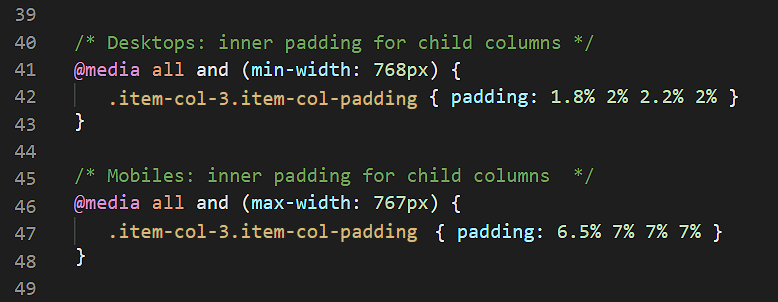 39
40 /* Desktops: inner padding for child columns */
41 @media all and (min-width: 768px) {
42 .item-col-3.item-col-padding { padding: 1.8% 2% 2.2% 2% }
43 }
44
45 /* Mobiles: inner padding for child columns  */
46 @media all and (max-width: 767px) {
47 .item-col-3.item-col-padding  { padding: 6.5% 7% 7% 7% }
48 }
49